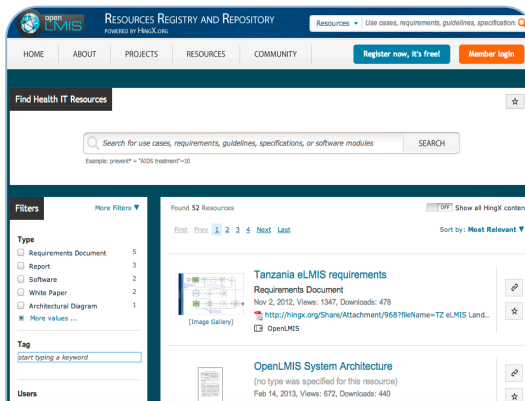 open LMIS
RESOURCES REGISTRY AND REPOSITORY
POWERED BY HINGX.ORG
Resources Use cases, requirements, guidelines, specification:
HOME ABOUT PROJECTS RESOURCES COMMUNITY Register now, it's free! Member login
Find Health IT Resources
Search for use cases, requirements, guidelines, specifications, or software modules SEARCH
Example: prevent* + "AIDS treatment"~10
Filters More Filters ▼
Found 52 Resources OFF Show all HingX conten
First Prev 1 2 3 4 Next Last Sort by: Most Relevant ▼
Type
Requirements Document 5
Report 3
Software 2
White Paper 2
Architectural Diagram 1
More values ...
Tag
start typing a keyword
Users
Tanzania eLMIS requirements
Requirements Document
Nov 2, 2012, Views: 1347, Downloads: 478
http://hingx.org/Share/Attachment/968?fileName=TZ eLMIS Land...
OpenLMIS
[Image Gallery]
OpenLMIS System Architecture
(no type was specified for this resource)
Feb 14, 2013, Views: 672, Downloads: 440